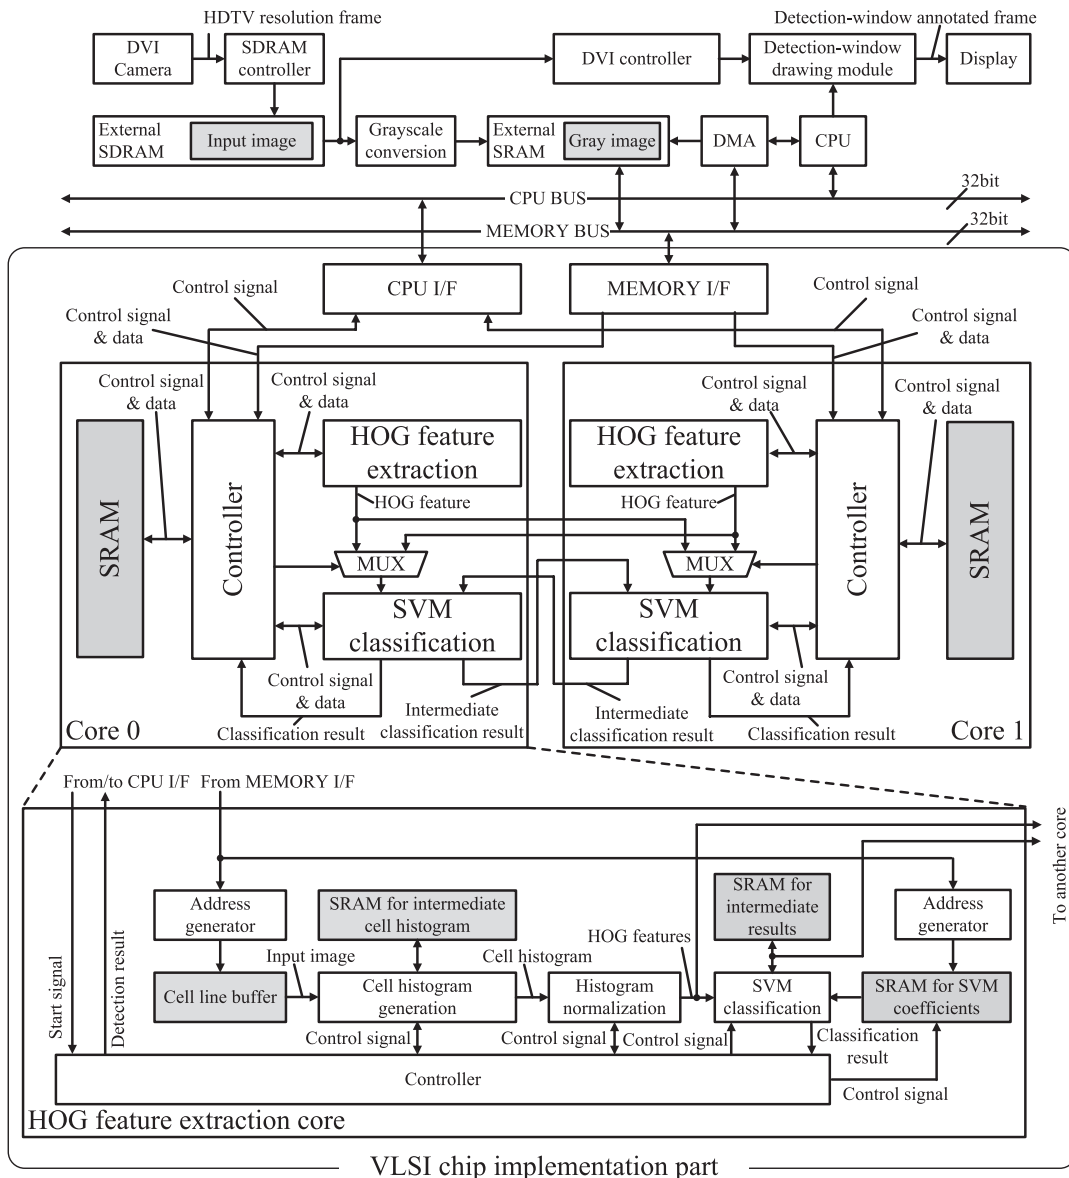 HDTV resolution frame
Detection-window annotated frame
DVI
Camera
SDRAM
controller
DVI controller
Detection-window
drawing module
Display
External
SDRAM
Input image
Grayscale
conversion
External
SRAM
Gray image
DMA
CPU
CPU BUS
32bit
MEMORY BUS
32bit
CPU I/F
MEMORY I/F
Control signal
Control signal
Control signal
& data
Control signal
& data
Control signal
& data
Control signal
& data
Control signal
& data
Control signal
& data
SRAM
Controller
HOG feature
extraction
HOG feature
extraction
Controller
SRAM
HOG feature
HOG feature
MUX
MUX
SVM
classification
SVM
classification
Control signal
& data
Control signal
& data
Intermediate
classification result
Intermediate
classification result
Classification result
Classification result
Core 0
Core 1
From/to CPU I/F
From MEMORY I/F
To another core
Address
generator
SRAM for intermediate
cell histogram
SRAM for
intermediate
results
Address
generator
Input image
Cell histogram
HOG features
Start signal
Detection result
Cell line buffer
Cell histogram
generation
Histogram
normalization
SVM
classification
SRAM for SVM
coefficients
Control signal
Control signal
Control signal
Classification
result
Controller
Control signal
HOG feature extraction core
VLSI chip implementation part